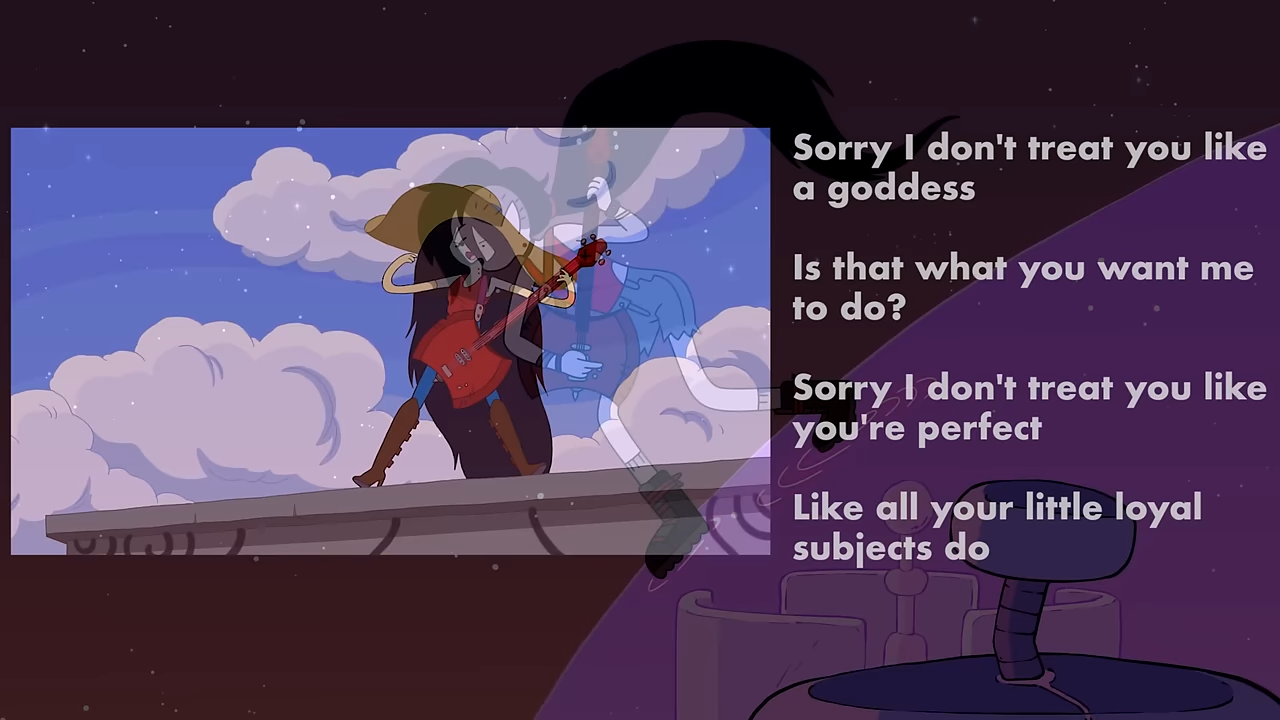 Sorry I don't treat you like
a goddess
Is that what you want me
to do?
Sorry I don't treat you like
you're perfect
Like all your little loyal
subjects do